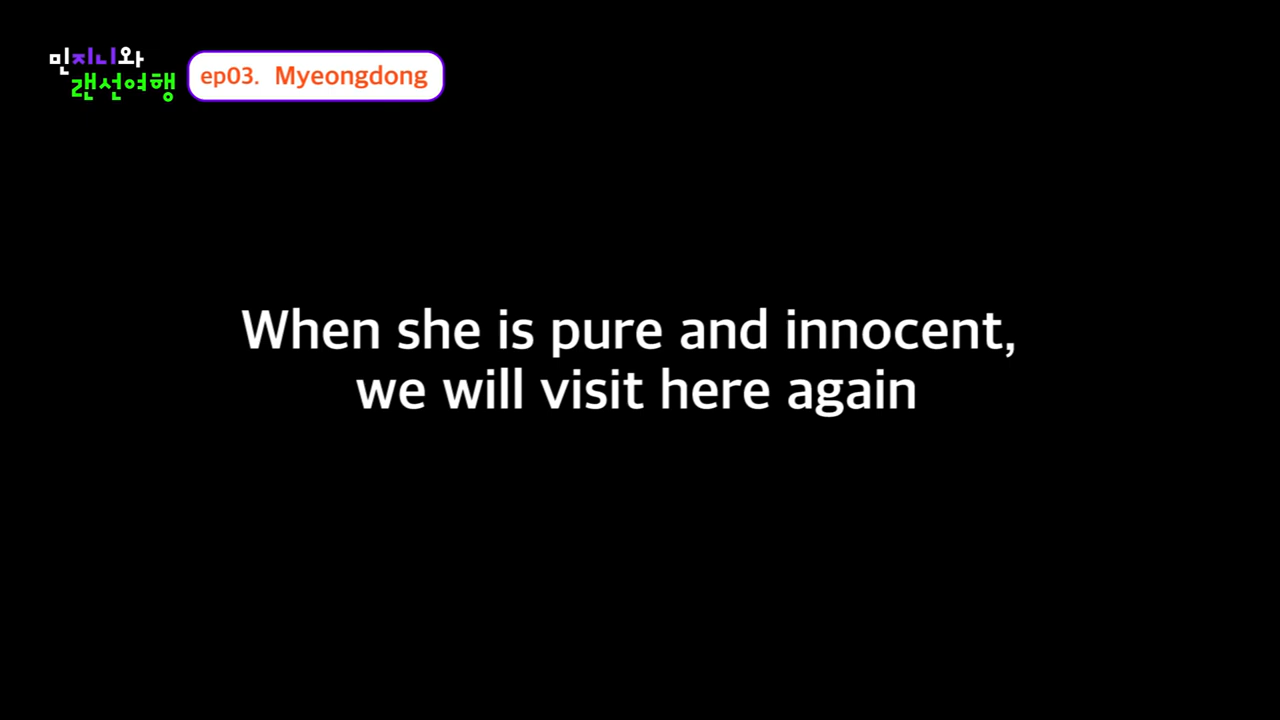 민지니와
랜선여행
ep03. Myeongdong
When she is pure and innocent,
we will visit here again